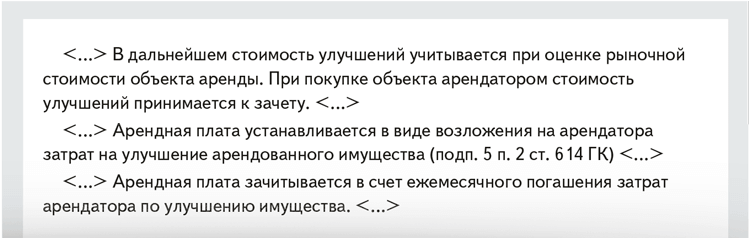 <...> В дальнейшем стоимость улучшений учитывается при оценке рыночной
стоимости объекта аренды. При покупке объекта арендатором стоимость
улучшений принимается к зачету. <...>
<...> Арендная плата устанавливается в виде возложения на арендатора
затрат на улучшение арендованного имущества (подп. 5 п. 2 ст. 614 ГК) <...>
<...> Арендная плата зачитывается в счет ежемесячного погашения затрат
арендатора по улучшению имущества. <...>